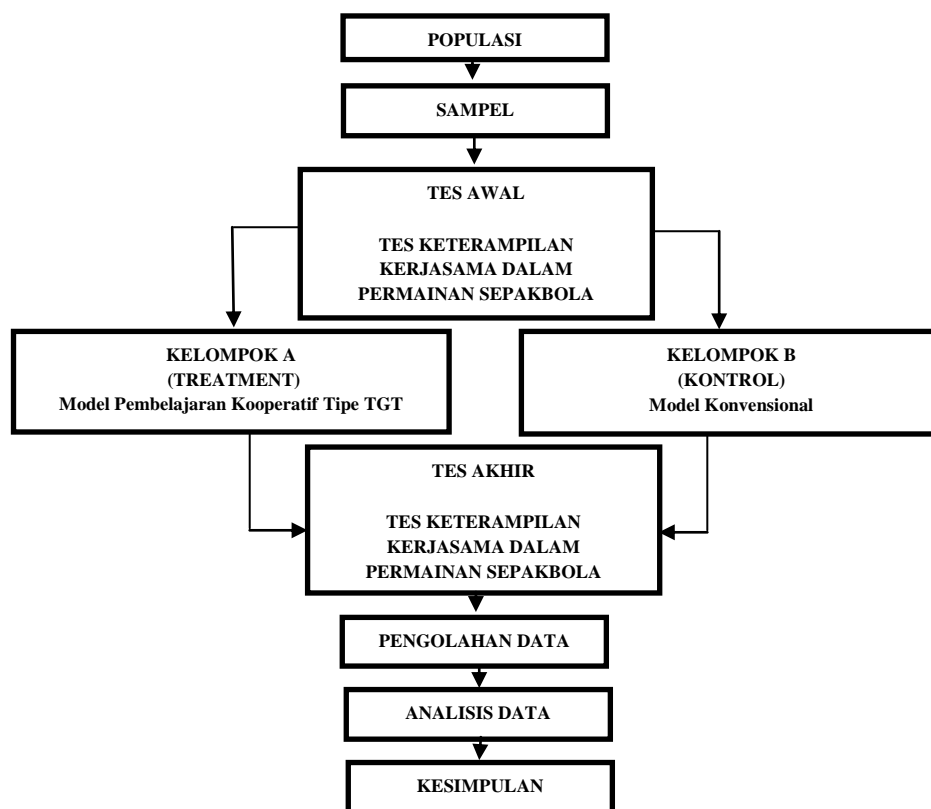 POPULASI
SAMPEL
TES AWAL
TES KETERAMPILAN
KERJASAMA DALAM
PERMAINAN SEPAKBOLA
KELOMPOK A
(TREATMENT)
Model Pembelajaran Kooperatif Tipe TGT
KELOMPOK B
(KONTROL)
Model Konvensional
TES AKHIR
TES KETERAMPILAN
KERJASAMA DALAM
PERMAINAN SEPAKBOLA
PENGOLAHAN DATA
ANALISIS DATA
KESIMPULAN